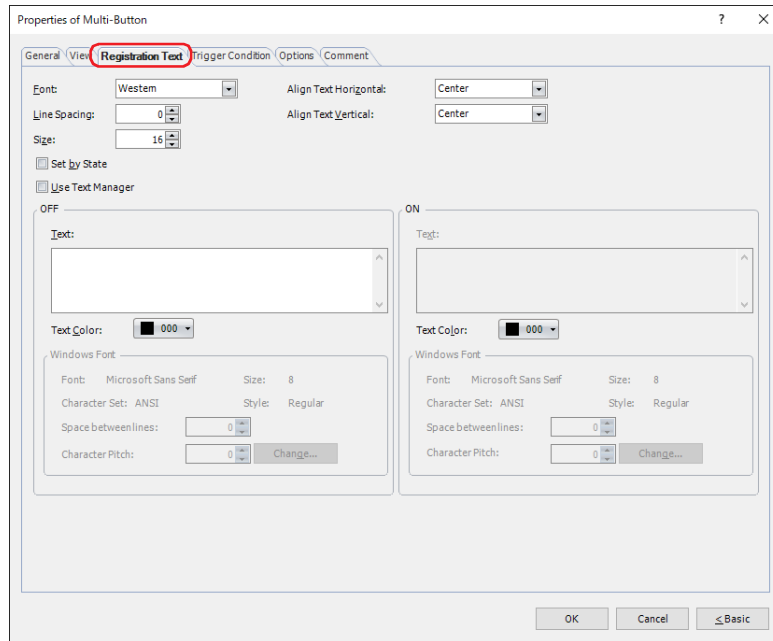 Properties of Multi-Button ? ×
General View Registration Text Trigger Condition Options Comment
Font: Western Align Text Horizontal: Center
Line Spacing: 0 Align Text Vertical: Center
Size: 16
Set by State
Use Text Manager
OFF ON
Text: Text:
Text Color: 000 Text Color: 000
Windows Font Windows Font
Font: Microsoft Sans Serif Size: 8 Font: Microsoft Sans Serif Size: 8
Character Set: ANSI Style: Regular Character Set: ANSI Style: Regular
Space between lines: 0 Space between lines: 0
Character Pitch: 0 Change... Character Pitch: 0 Change...
OK Cancel < Basic